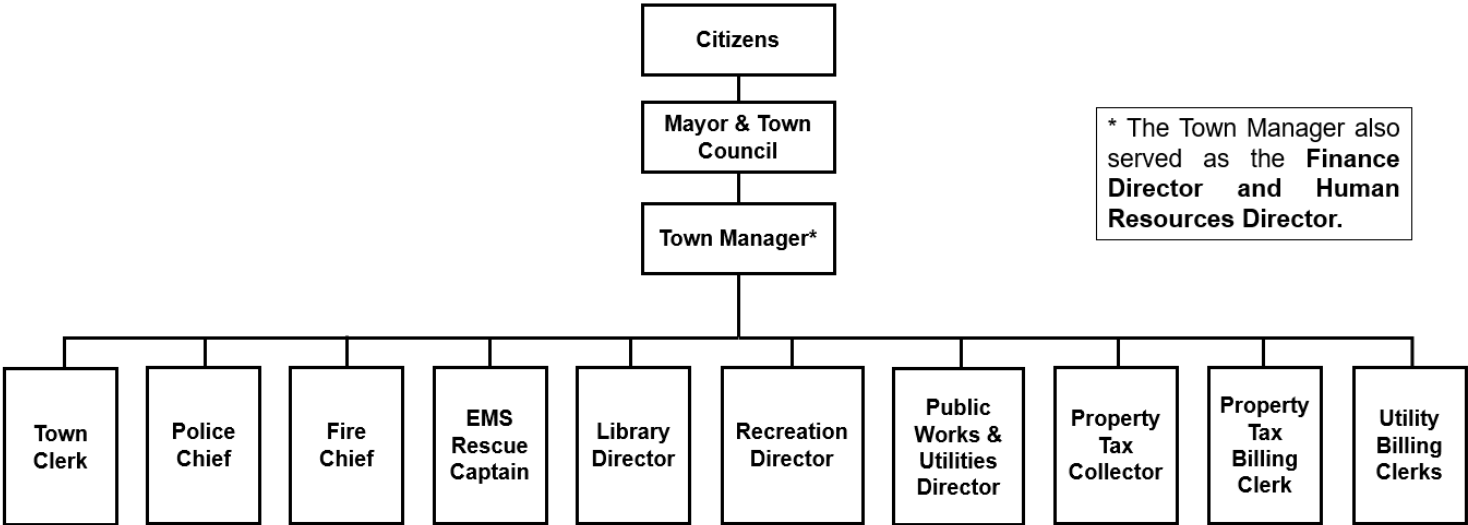 Citizens
Mayor & Town
Council
* The Town Manager also
served as the Finance
Director and Human
Resources Director.
Town Manager*
Town
Clerk
Police
Chief
Fire
Chief
EMS
Rescue
Captain
Library
Director
Recreation
Director
Public
Works &
Utilities
Director
Property
Tax
Collector
Property
Tax
Billing
Clerk
Utility
Billing
Clerks